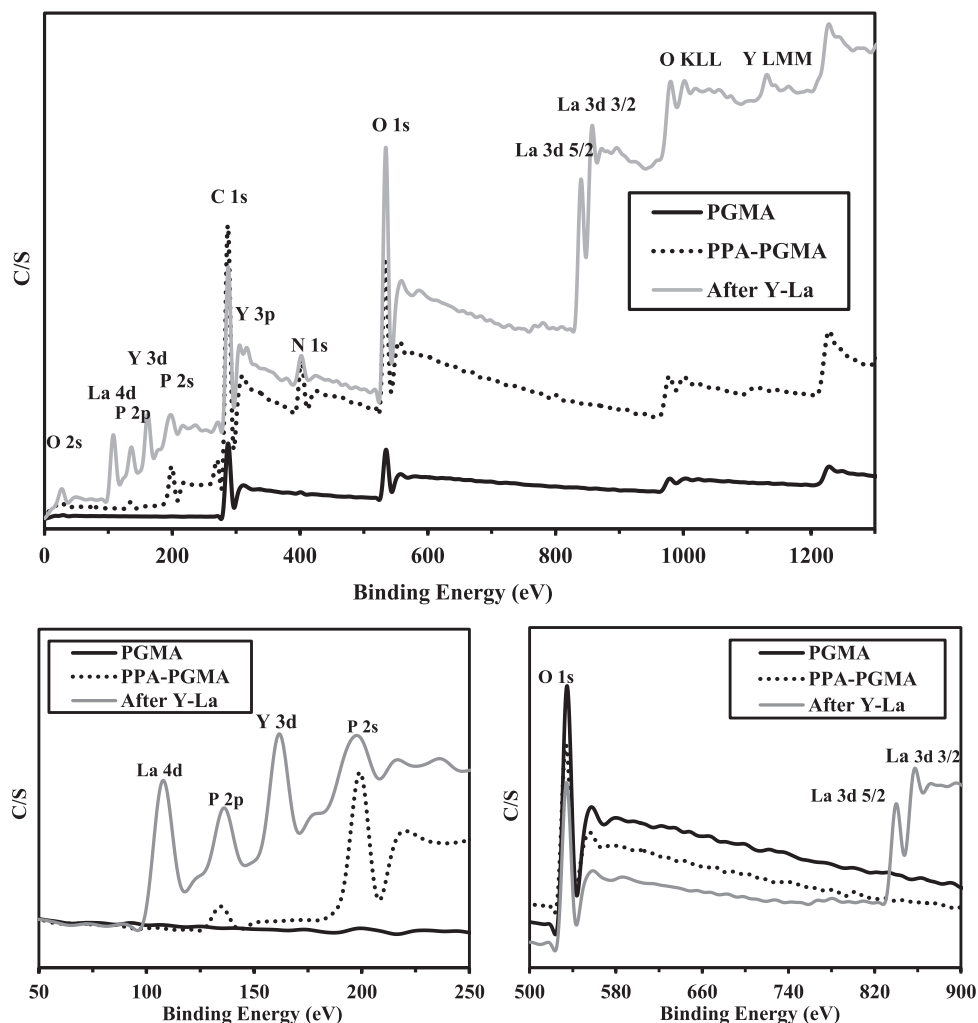 O KLL Y LMM
La 3d 3/2
O 1s
La 3d 5/2
C 1s
PGMA
PPA-PGMA
After Y-La
C/S
Y 3p
N 1s
Y 3d
P 2s
La 4d
P 2p
O 2s
0 200 400 600 800 1000 1200
Binding Energy (eV)
PGMA
PPA-PGMA
After Y-La
Y 3d
P 2s
La 4d
P 2p
C/S
50 100 150 200 250
Binding Energy (eV)
O 1s
PGMA
PPA-PGMA
After Y-La
La 3d 3/2
La 3d 5/2
C/S
500 580 660 740 820 900
Binding Energy (eV)